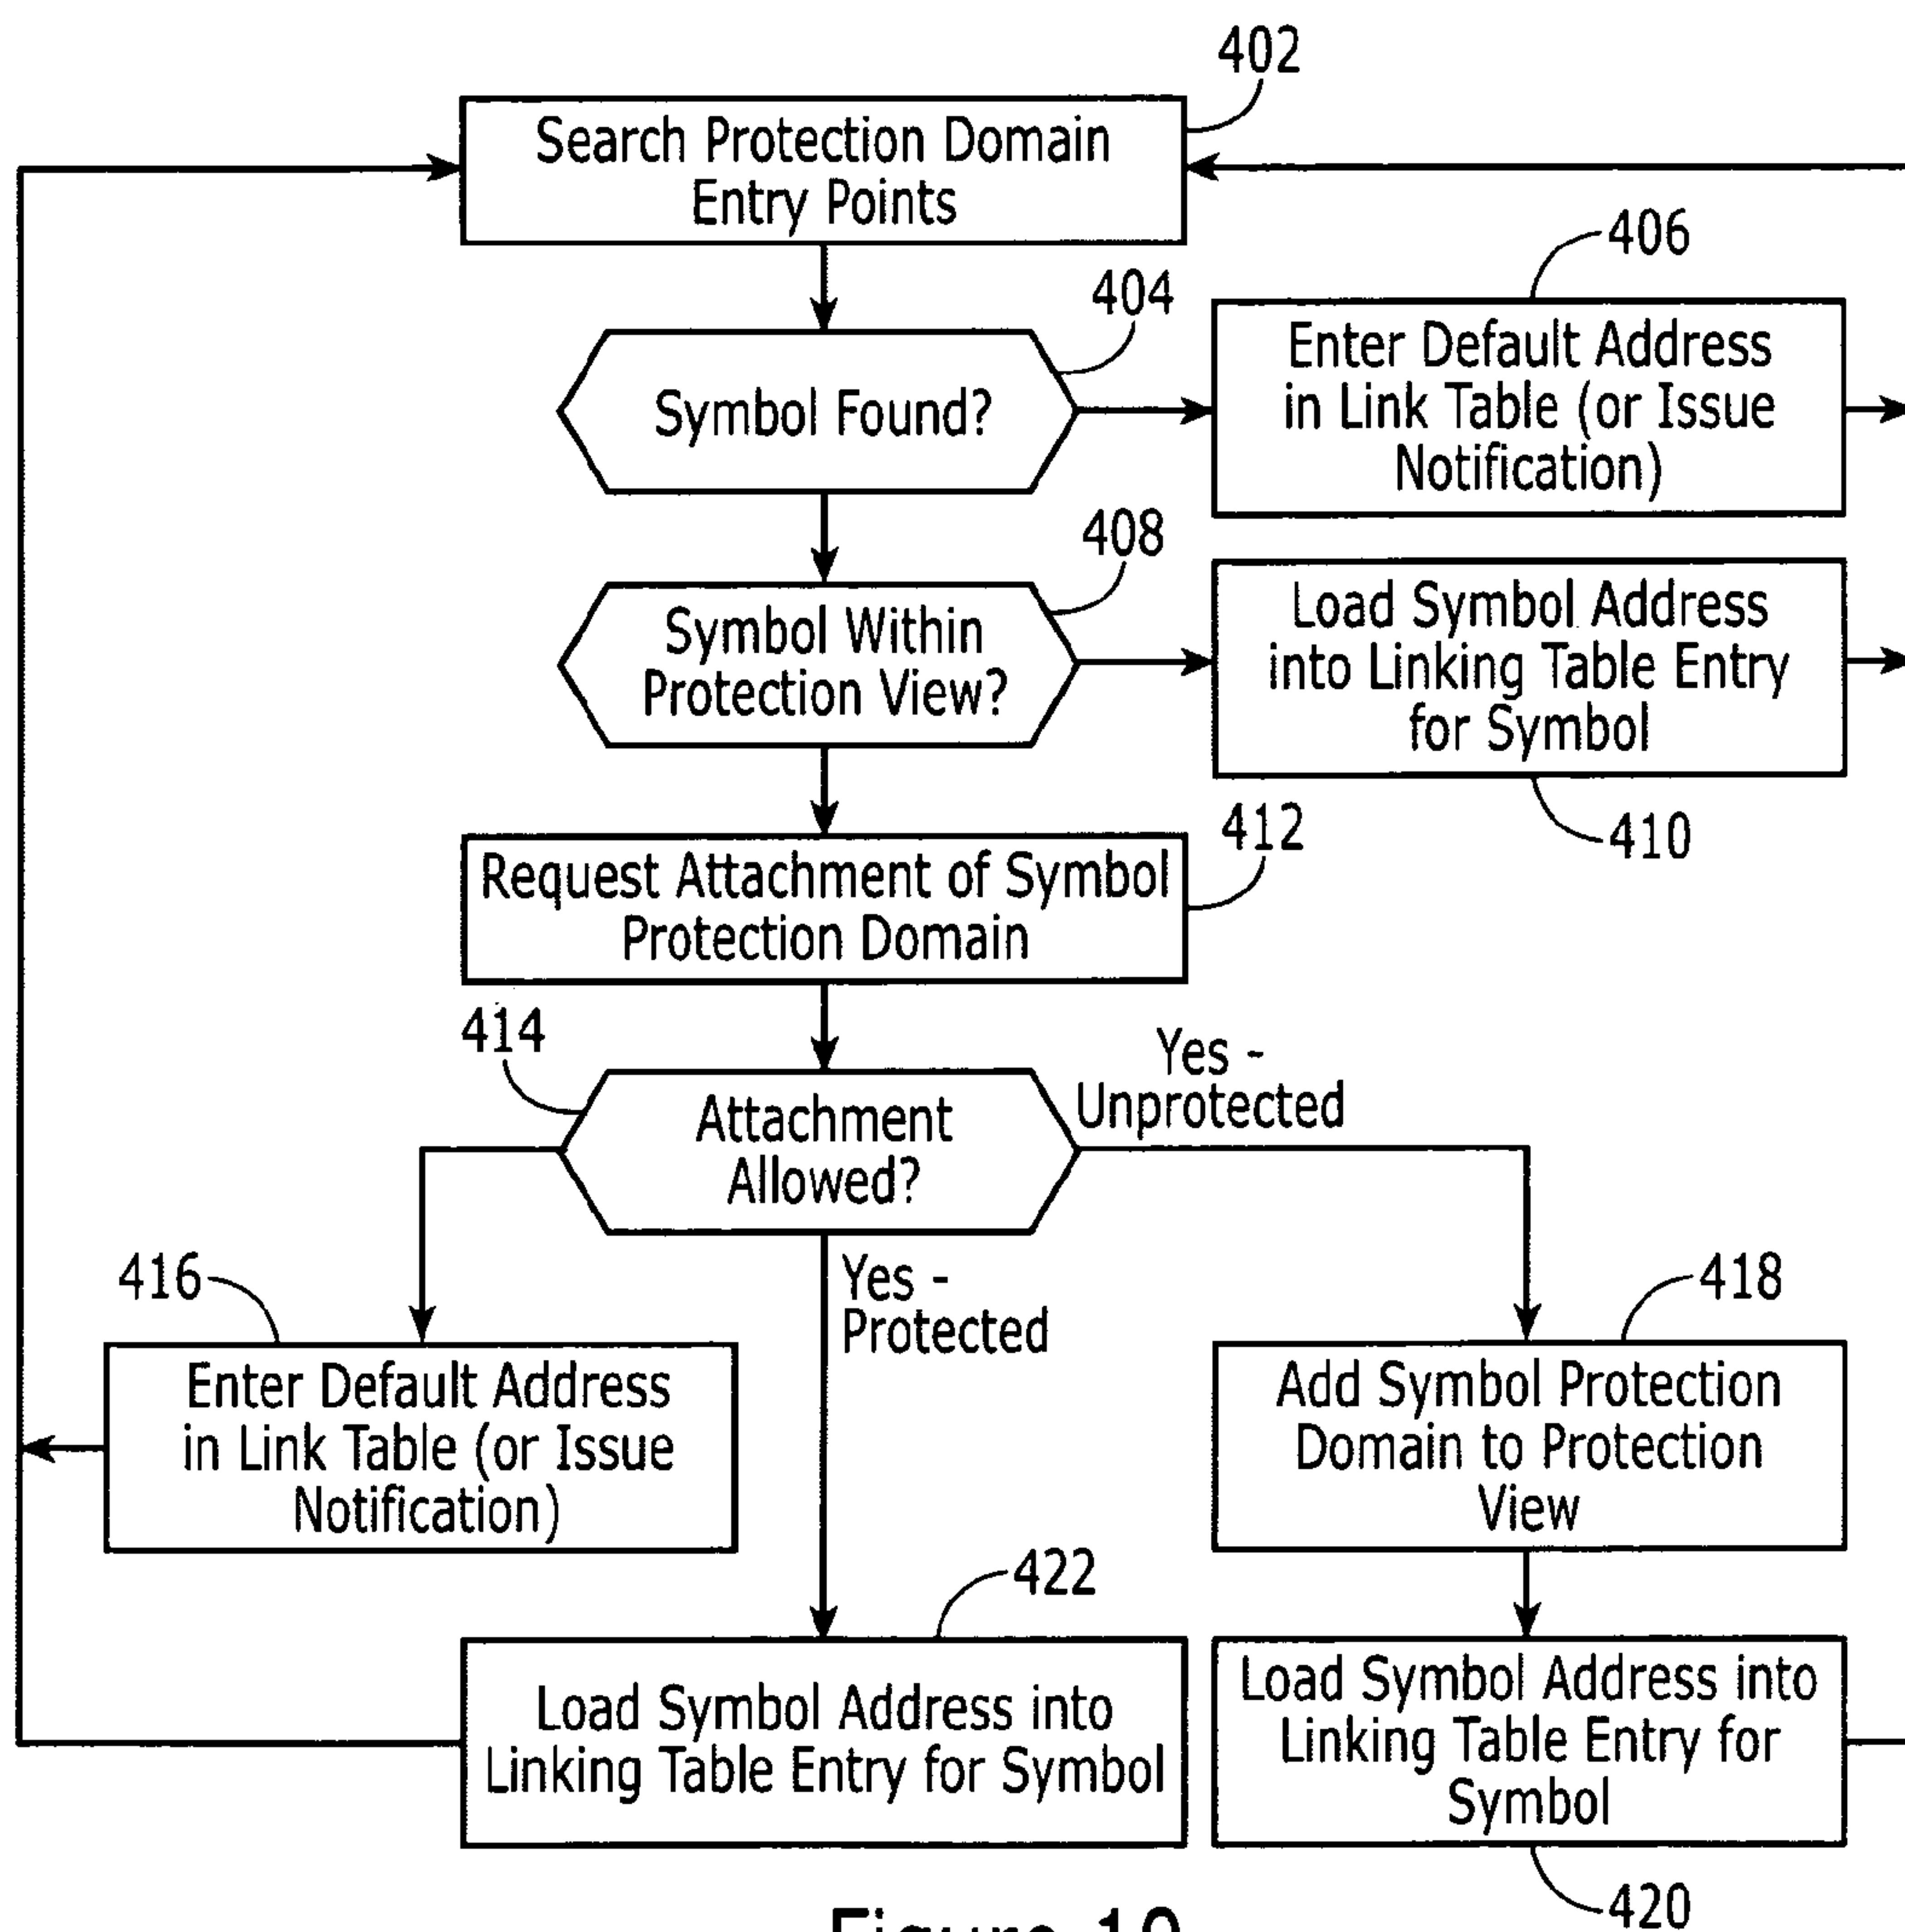 402
Search Protection Domain
Entry Points
404
Symbol Found?
406
Enter Default Address
in Link Table (or Issue
Notification)
408
Symbol Within
Protection View?
Load Symbol Address
into Linking Table Entry
for Symbol
410
412
Request Attachment of Symbol
Protection Domain
414
Attachment
Allowed?
Yes -
Unprotected
Yes -
Protected
416
Enter Default Address
in Link Table (or Issue
Notification)
418
Add Symbol Protection
Domain to Protection
View
422
Load Symbol Address into
Linking Table Entry for Symbol
Load Symbol Address into
Linking Table Entry for
Symbol
420
Figure